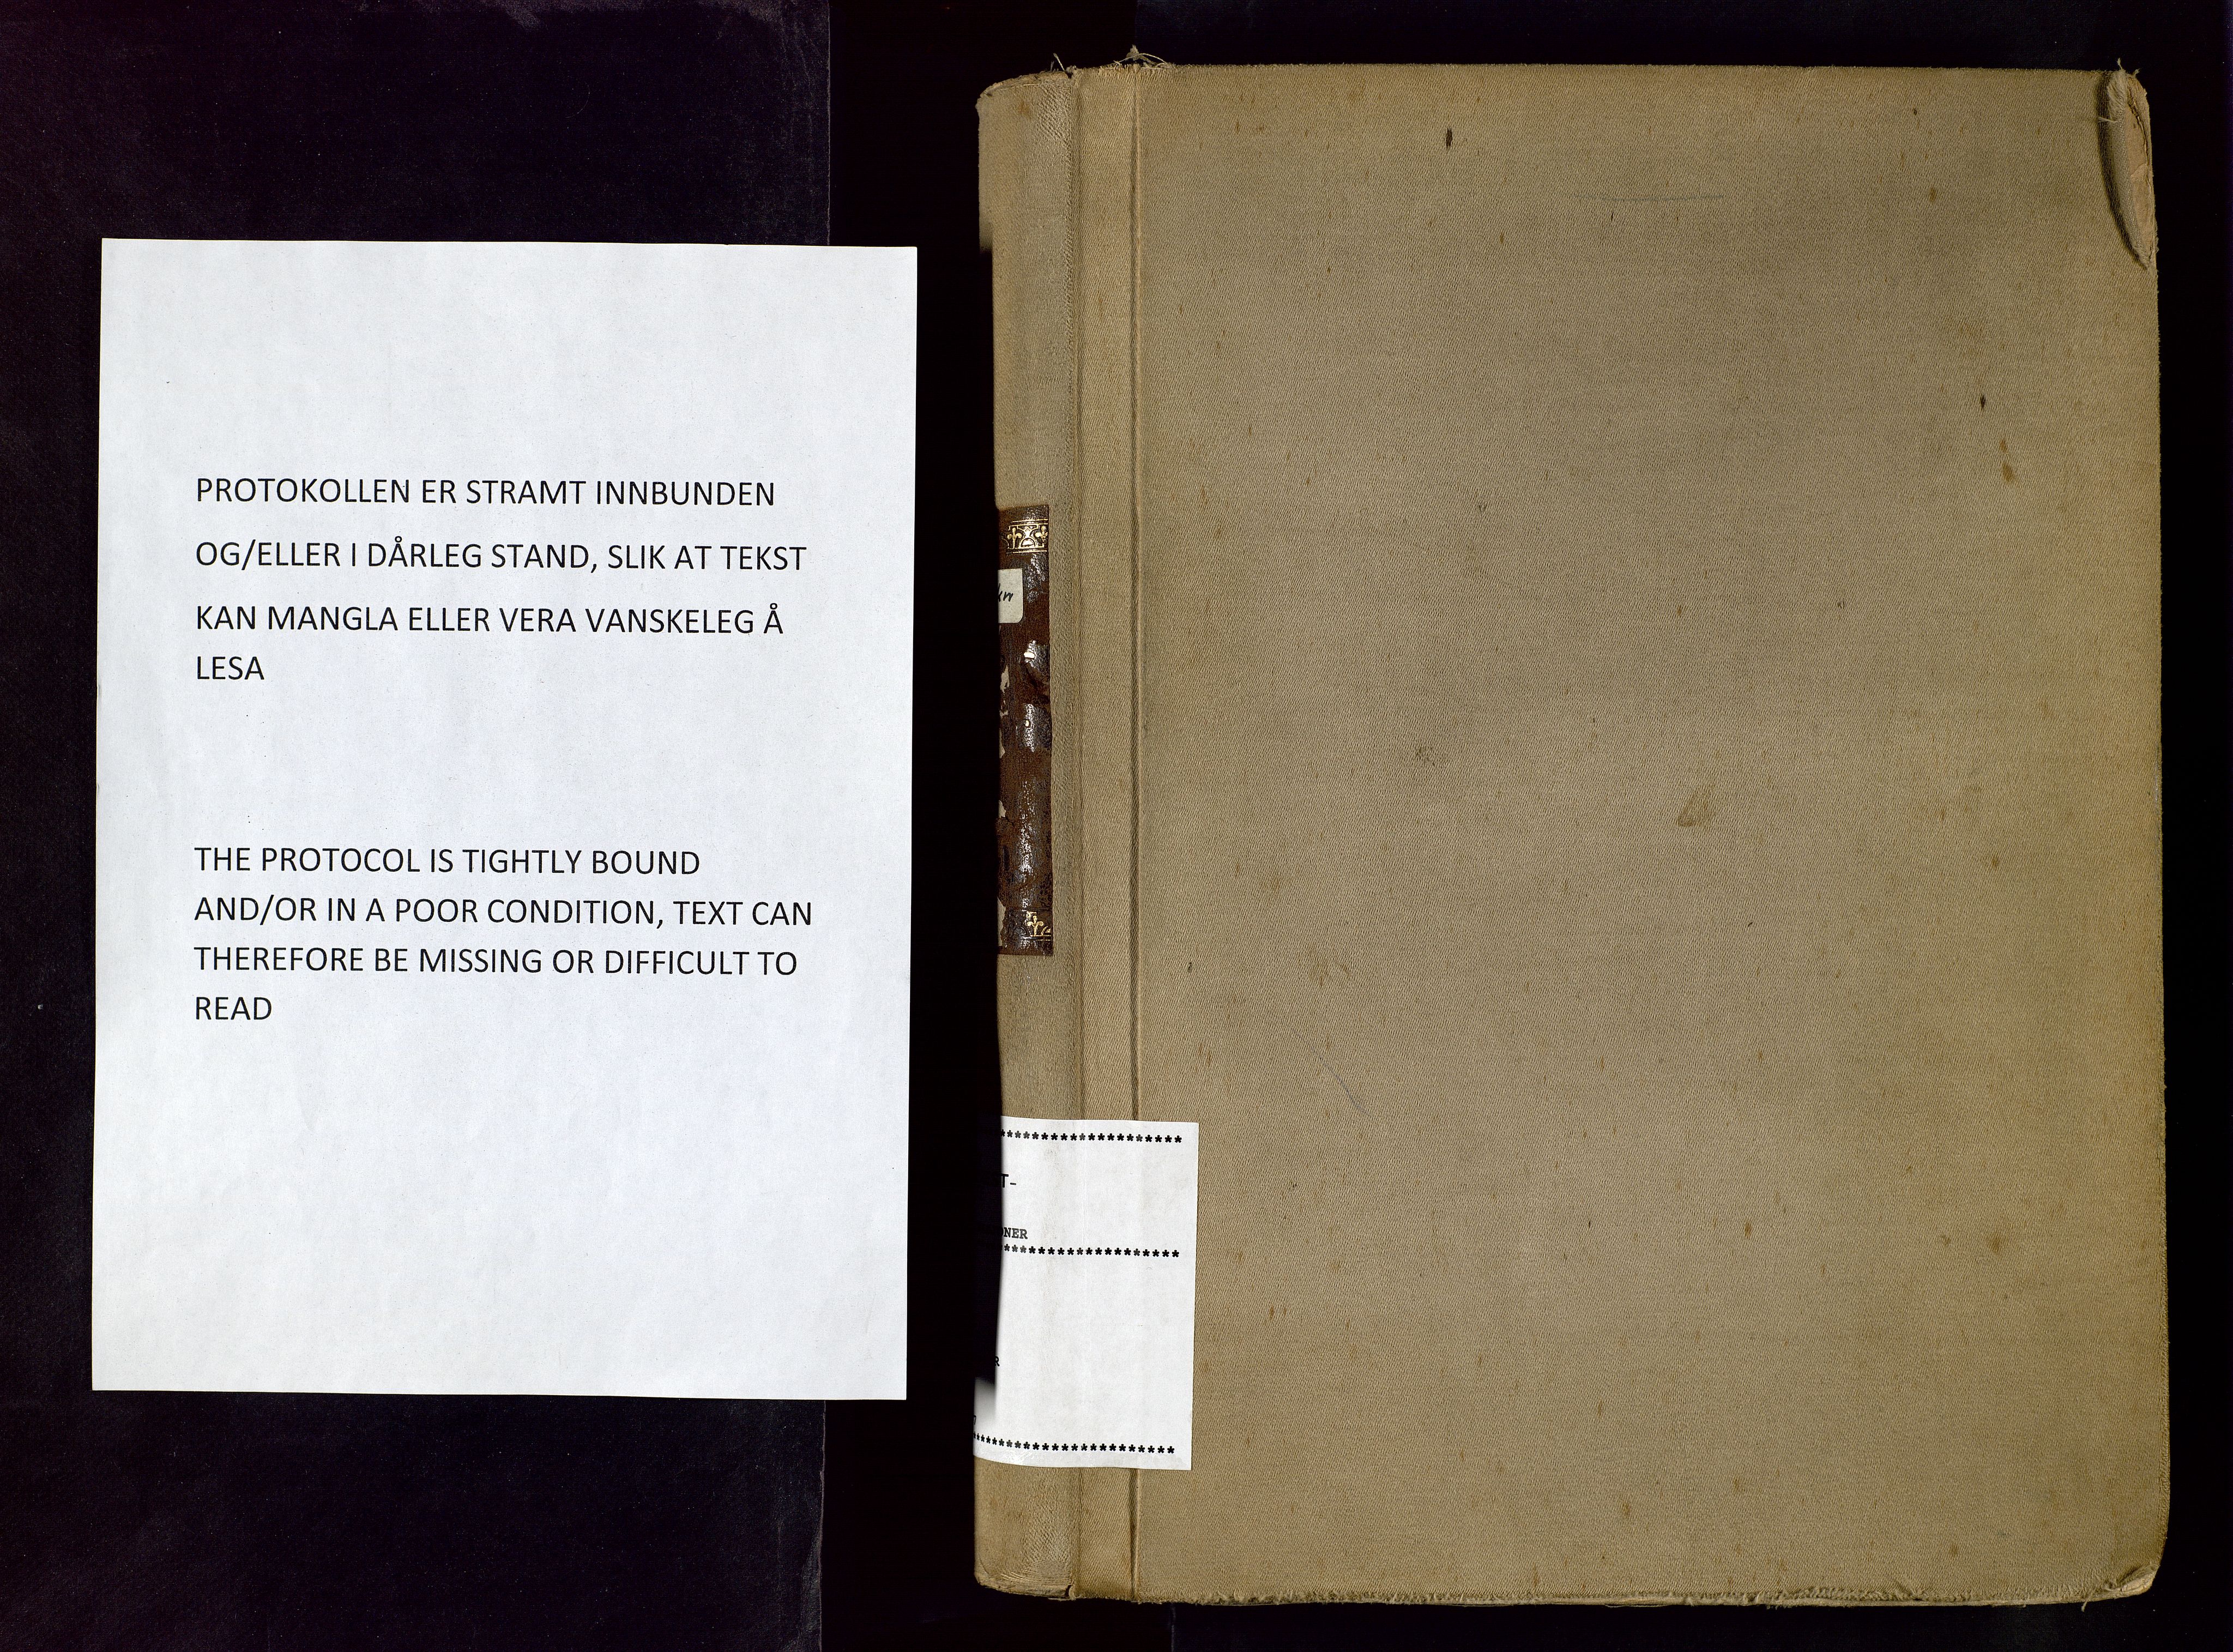 PROTOKOLLEN ER STRAMT INNBUNDEN
OG/ELLER I DÅRLEG STAND, SLIK AT TEKST
KAN MANGLA ELLER VERA VANSKELEG Å
LESA
THE PROTOCOL IS TIGHTLY BOUND
AND/OR IN A POOR CONDITION, TEXT CAN
THEREFORE BE MISSING OR DIFFICULT TO
READ